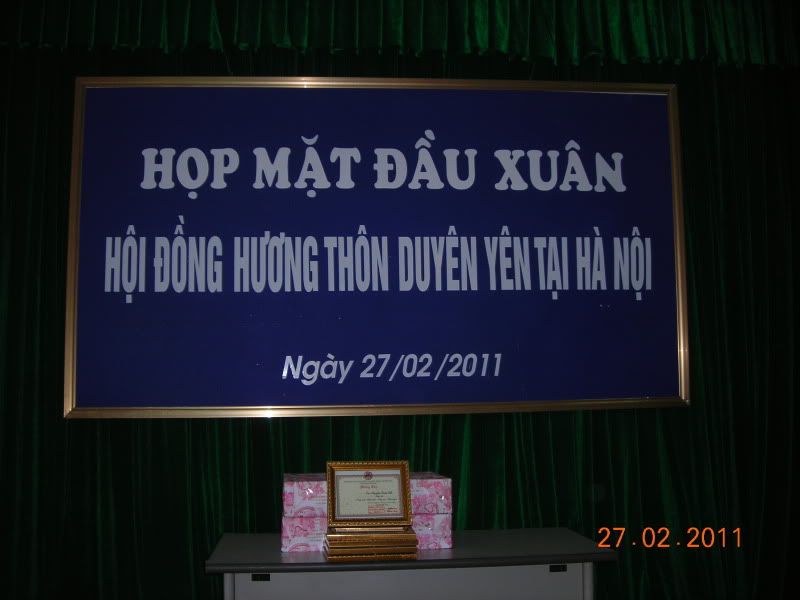 HỌP MẶT ĐẦU XUÂN
HỘI ĐỒNG HƯƠNG THÔN DUYÊN YÊN TẠI HÀ NỘI
Ngày 27/02/2011
27.02.2011